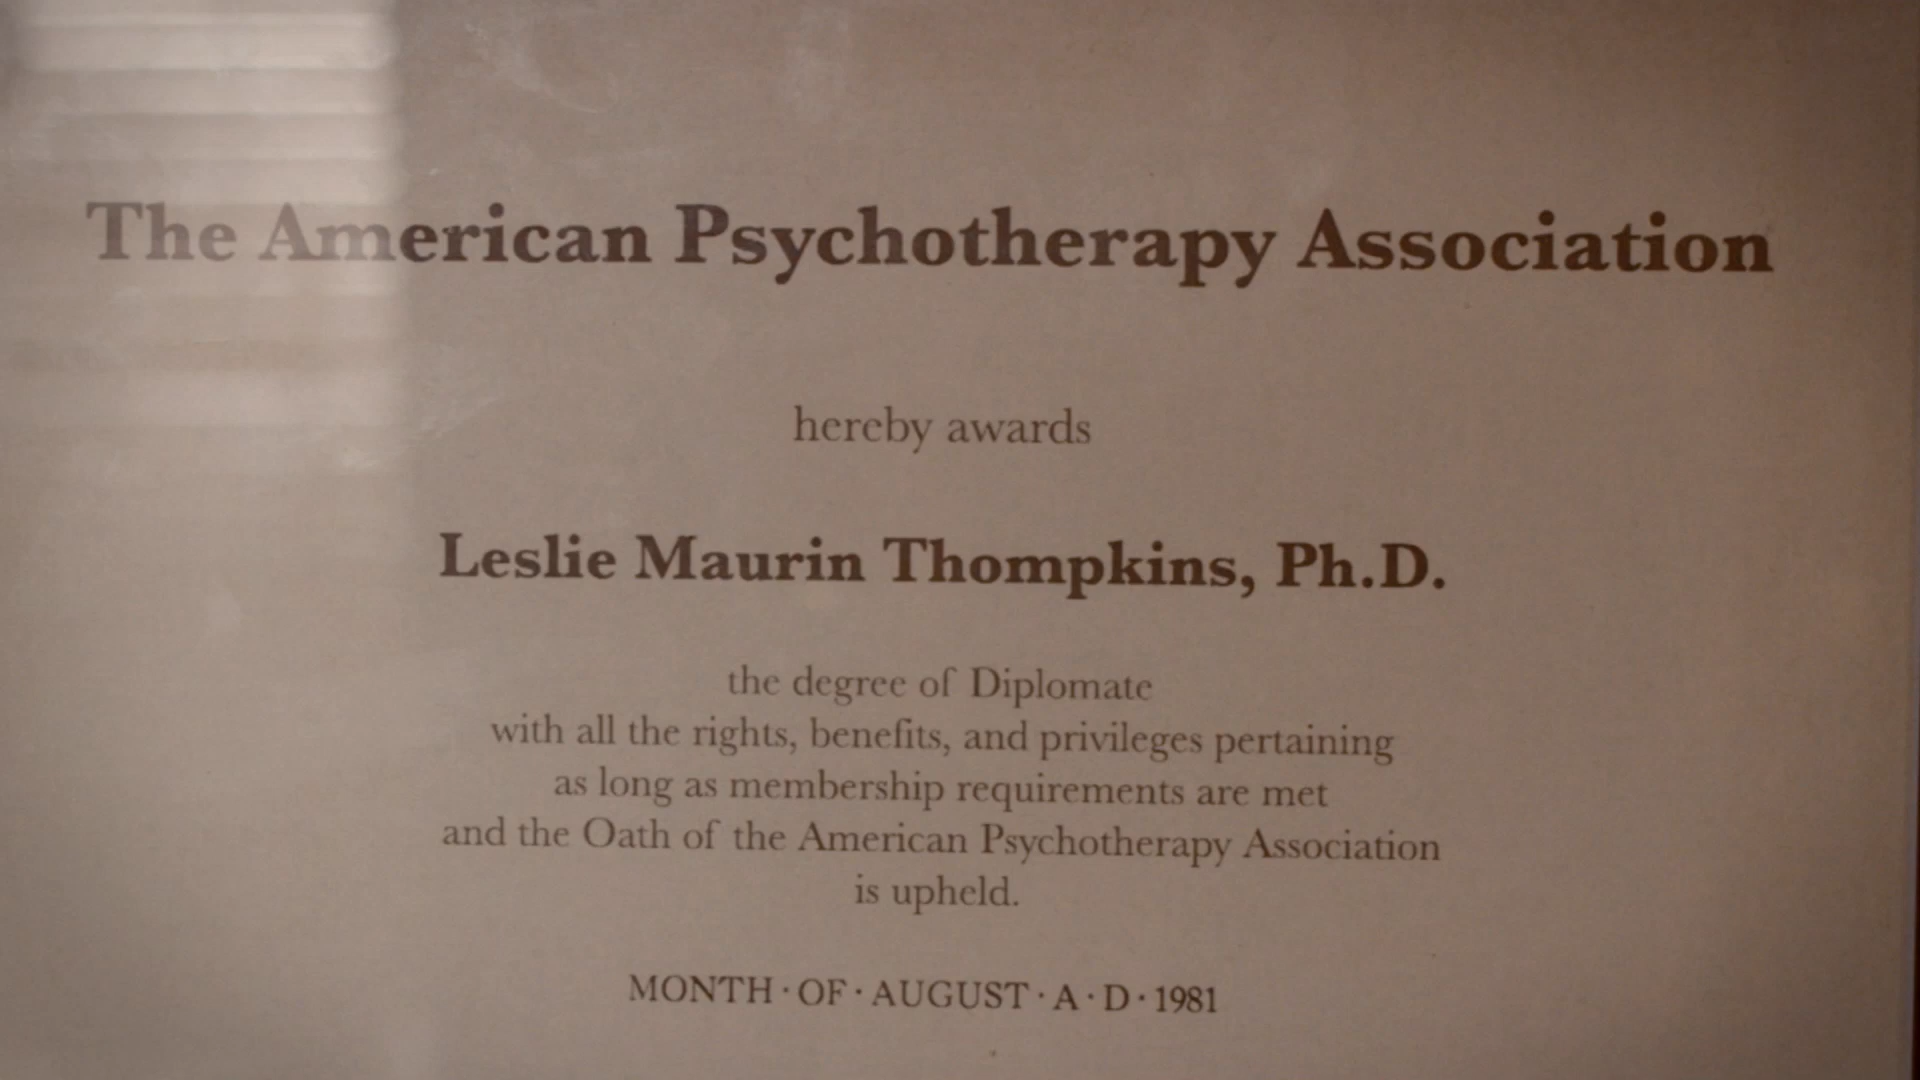 The American Psychotherapy Association
hereby awards
Leslie Maurin Thompkins, Ph.D.
the degree of Diplomate
with all the rights, benefits, and privileges pertaining
as long as membership requirements are met
and the Oath of the American Psychotherapy Association
is upheld.
MONTH · OF · AUGUST · A · D · 1981